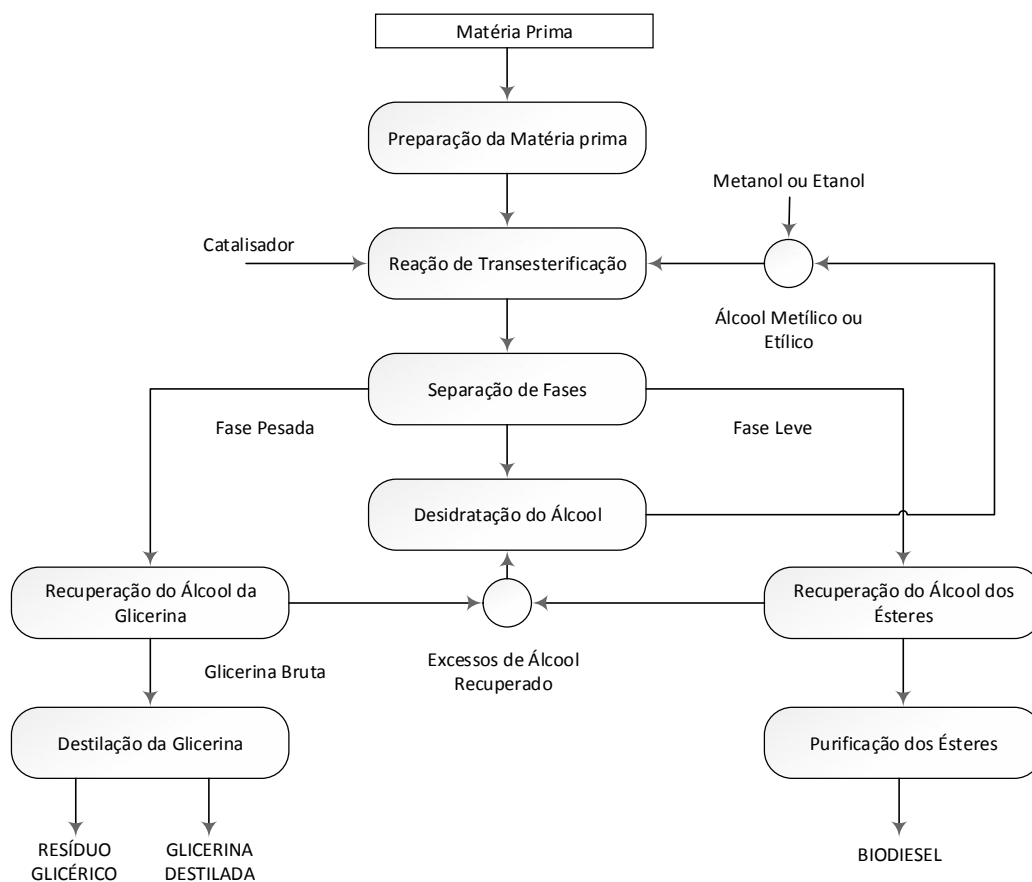 Matéria Prima
Preparação da Matéria prima
Metanol ou Etanol
Catalisador
Reação de Transesterificação
Álcool Metílico ou
Etílico
Separação de Fases
Fase Pesada
Fase Leve
Desidratação do Álcool
Recuperação do Álcool da
Glicerina
Recuperação do Álcool dos
Ésteres
Excessos de Álcool
Recuperado
Glicerina Bruta
Destilação da Glicerina
Purificação dos Ésteres
RESÍDUO
GLICÉRICO
GLICERINA
DESTILADA
BIODIESEL